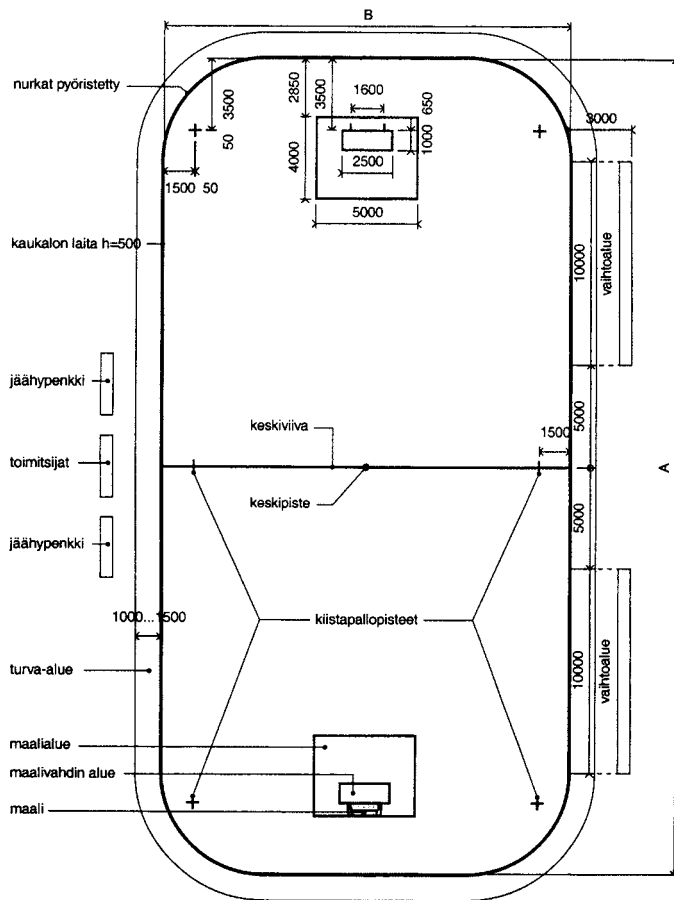 B
nurkat pyöristetty
3500
2850
3500
1600
650
3000
50
1000
4000
2500
1500 50
5000
kaukalon laita h=500
10000
vaihtoalue
jäähypenkki
5000
keskiviiva
1500
toimitsijat
A
keskipiste
5000
jäähypenkki
1000...1500
kiistapallopisteet
turva-alue
10000
vaihtoalue
maalialue
maalivahdin alue
maali